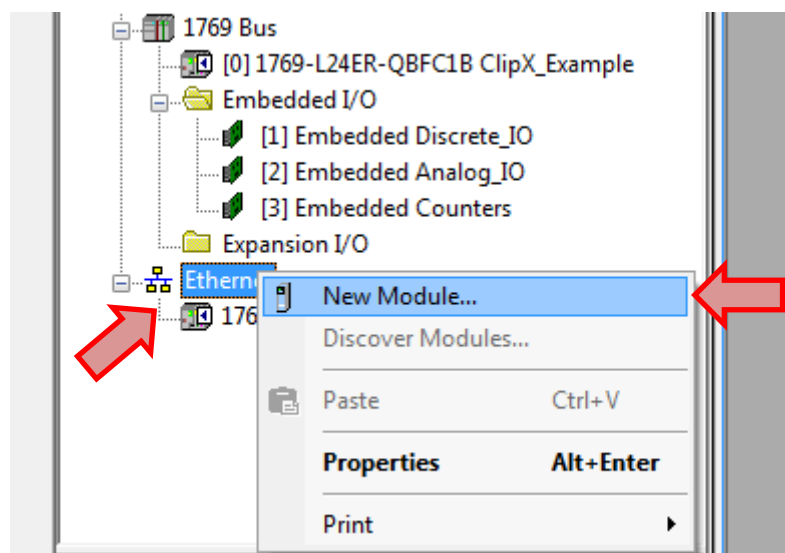 1769 Bus
[0] 1769-L24ER-QBFC1B ClipX_Example
Embedded I/O
[1] Embedded Discrete_IO
[2] Embedded Analog_IO
[3] Embedded Counters
Expansion I/O
Ethern
176
New Module...
Discover Modules...
Paste Ctrl+V
Properties Alt+Enter
Print